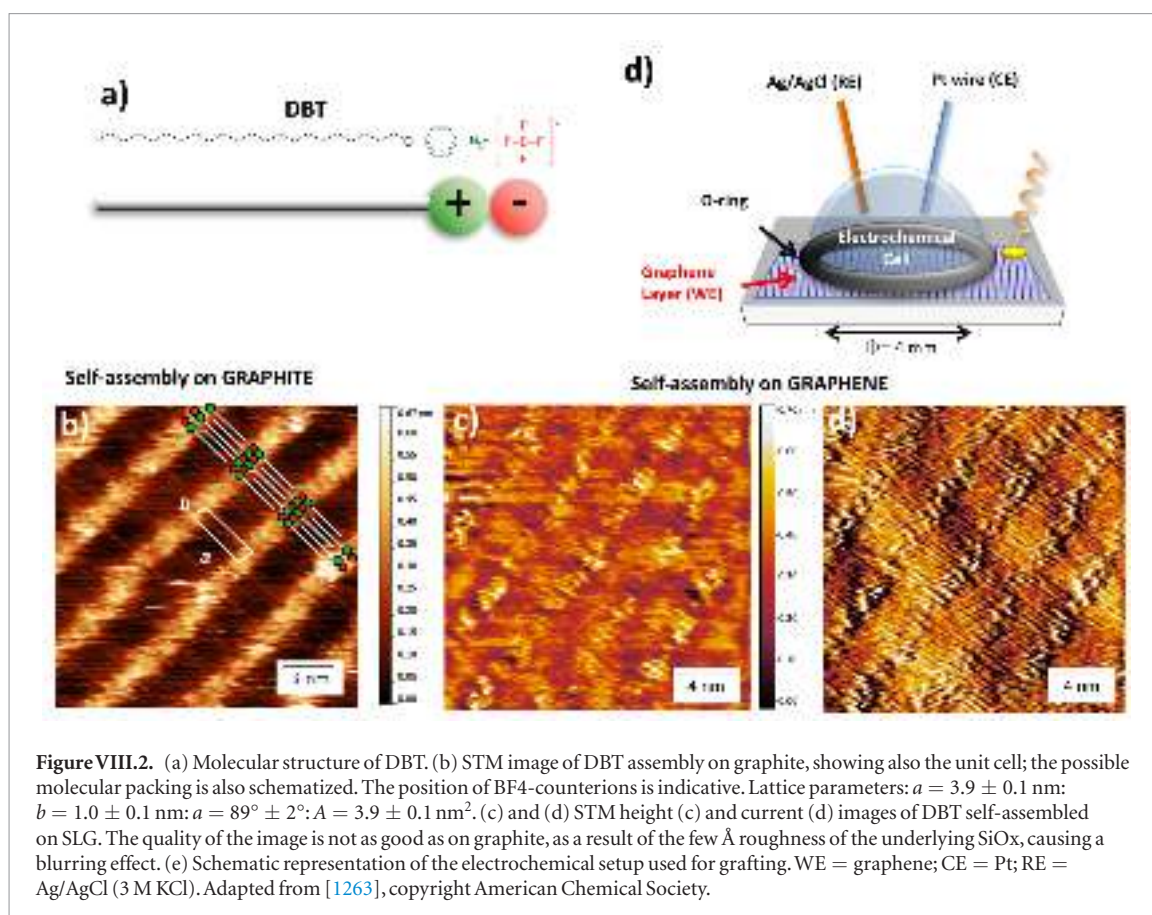 a)
DBT
+
-
d)
Ag/AgCl (RE)
Pt wire (CE)
O-ring
Electrochemical
Cell
Graphene
Layer (WE)
4 mm
Self-assembly on GRAPHITE
Self-assembly on GRAPHENE
b)
b
a
nm
c)
4 nm
d)
4 nm
Figure VIII.2. (a) Molecular structure of DBT. (b) STM image of DBT assembly on graphite, showing also the unit cell; the possible
molecular packing is also schematized. The position of BF4-counterions is indicative. Lattice parameters: a = 3.9 ± 0.1 nm:
b = 1.0 ± 0.1 nm: a = 89° ± 2°: A = 3.9 ± 0.1 nm². (c) and (d) STM height (c) and current (d) images of DBT self-assembled
on SLG. The quality of the image is not as good as on graphite, as a result of the few Å roughness of the underlying SiOx, causing a
blurring effect. (e) Schematic representation of the electrochemical setup used for grafting. WE = graphene; CE = Pt; RE =
Ag/AgCl (3 M KCl). Adapted from [1263], copyright American Chemical Society.